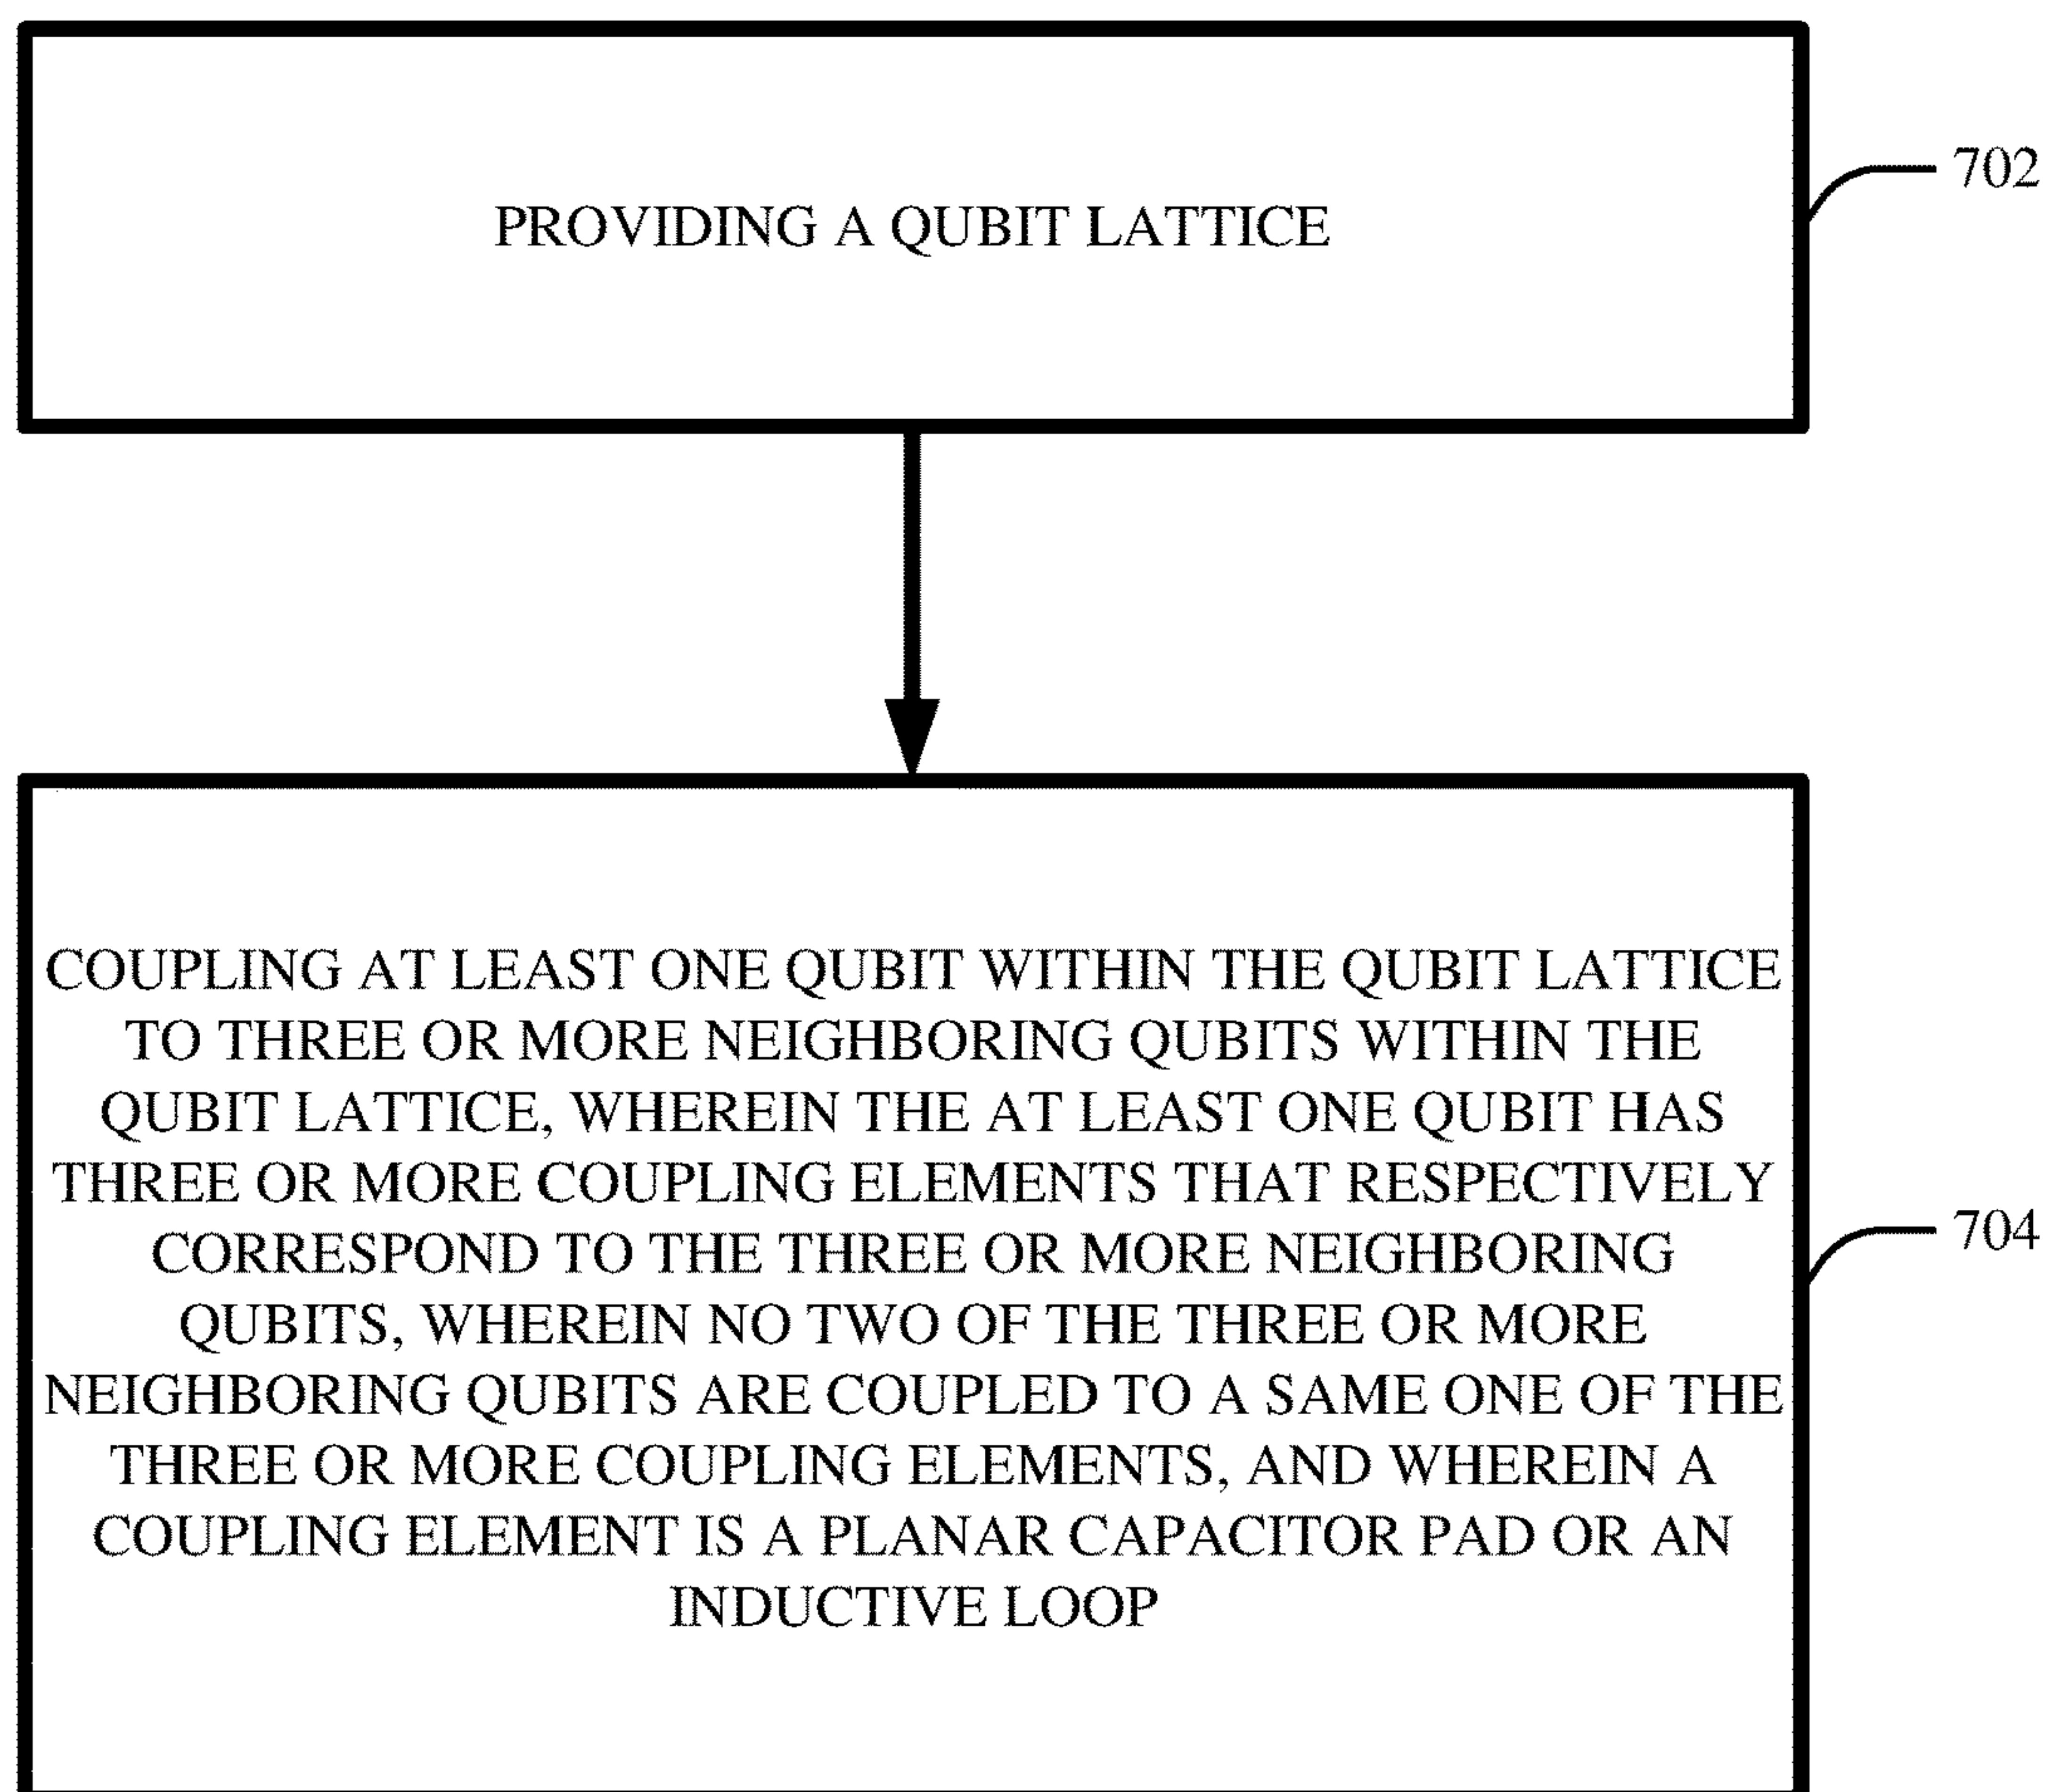 PROVIDING A QUBIT LATTICE
702
COUPLING AT LEAST ONE QUBIT WITHIN THE QUBIT LATTICE
TO THREE OR MORE NEIGHBORING QUBITS WITHIN THE
QUBIT LATTICE, WHEREIN THE AT LEAST ONE QUBIT HAS
THREE OR MORE COUPLING ELEMENTS THAT RESPECTIVELY
CORRESPOND TO THE THREE OR MORE NEIGHBORING
QUBITS, WHEREIN NO TWO OF THE THREE OR MORE
NEIGHBORING QUBITS ARE COUPLED TO A SAME ONE OF THE
THREE OR MORE COUPLING ELEMENTS, AND WHEREIN A
COUPLING ELEMENT IS A PLANAR CAPACITOR PAD OR AN
INDUCTIVE LOOP
704